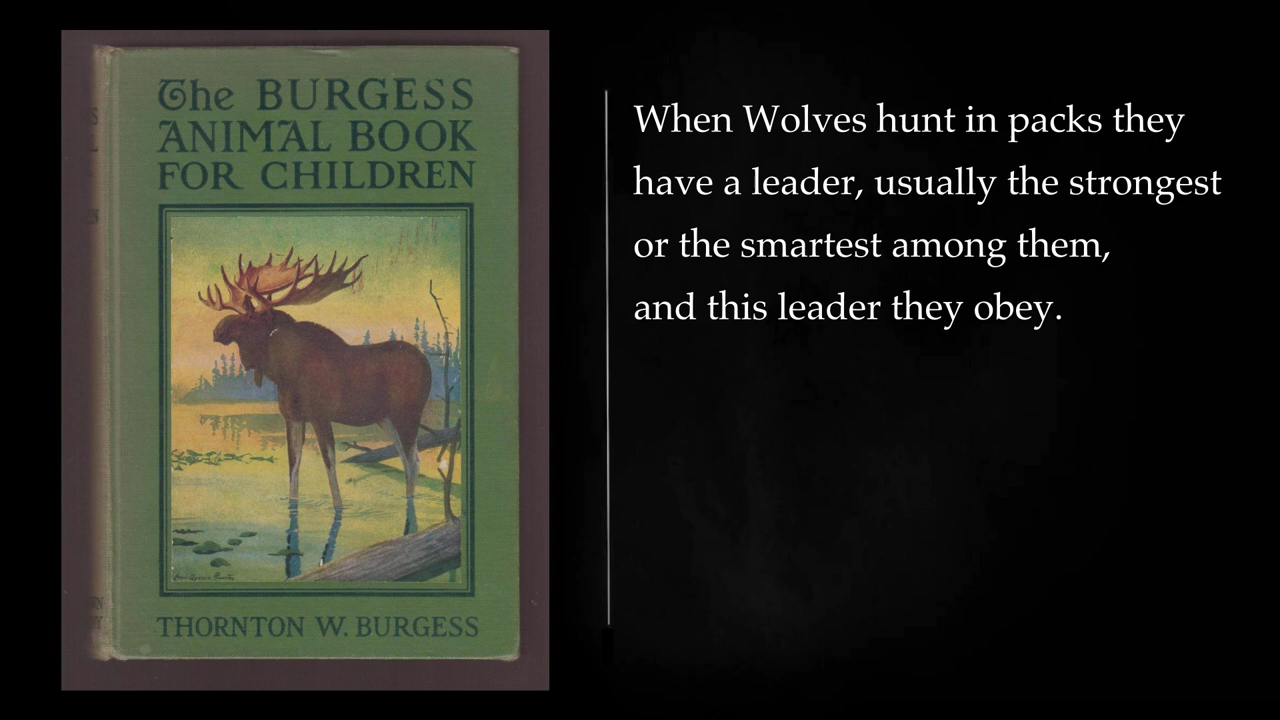 The BURGESS
ANIMAL BOOK
FOR CHILDREN
THORNTON W. BURGESS
When Wolves hunt in packs they
have a leader, usually the strongest
or the smartest among them,
and this leader they obey.